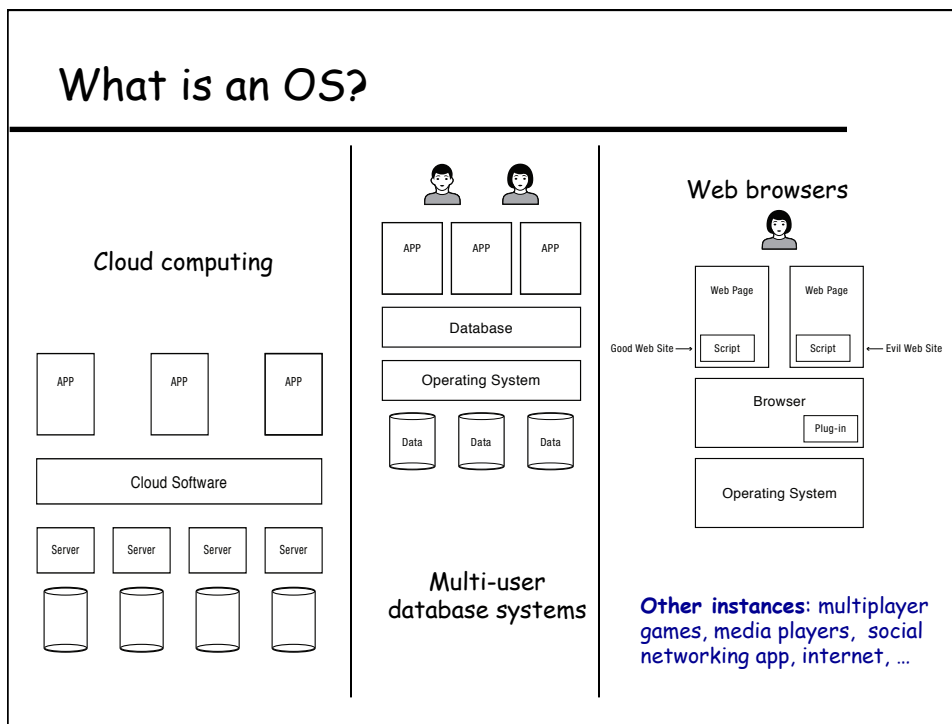 What is an OS?
Cloud computing
APP
APP
APP
Cloud Software
Server
Server
Server
Server
APP
APP
APP
Database
Operating System
Data
Data
Data
Multi-user
database systems
Web browsers
Web Page
Web Page
Good Web Site
Script
Script
Evil Web Site
Browser
Plug-in
Operating System
Other instances: multiplayer
games, media players, social
networking app, internet, …